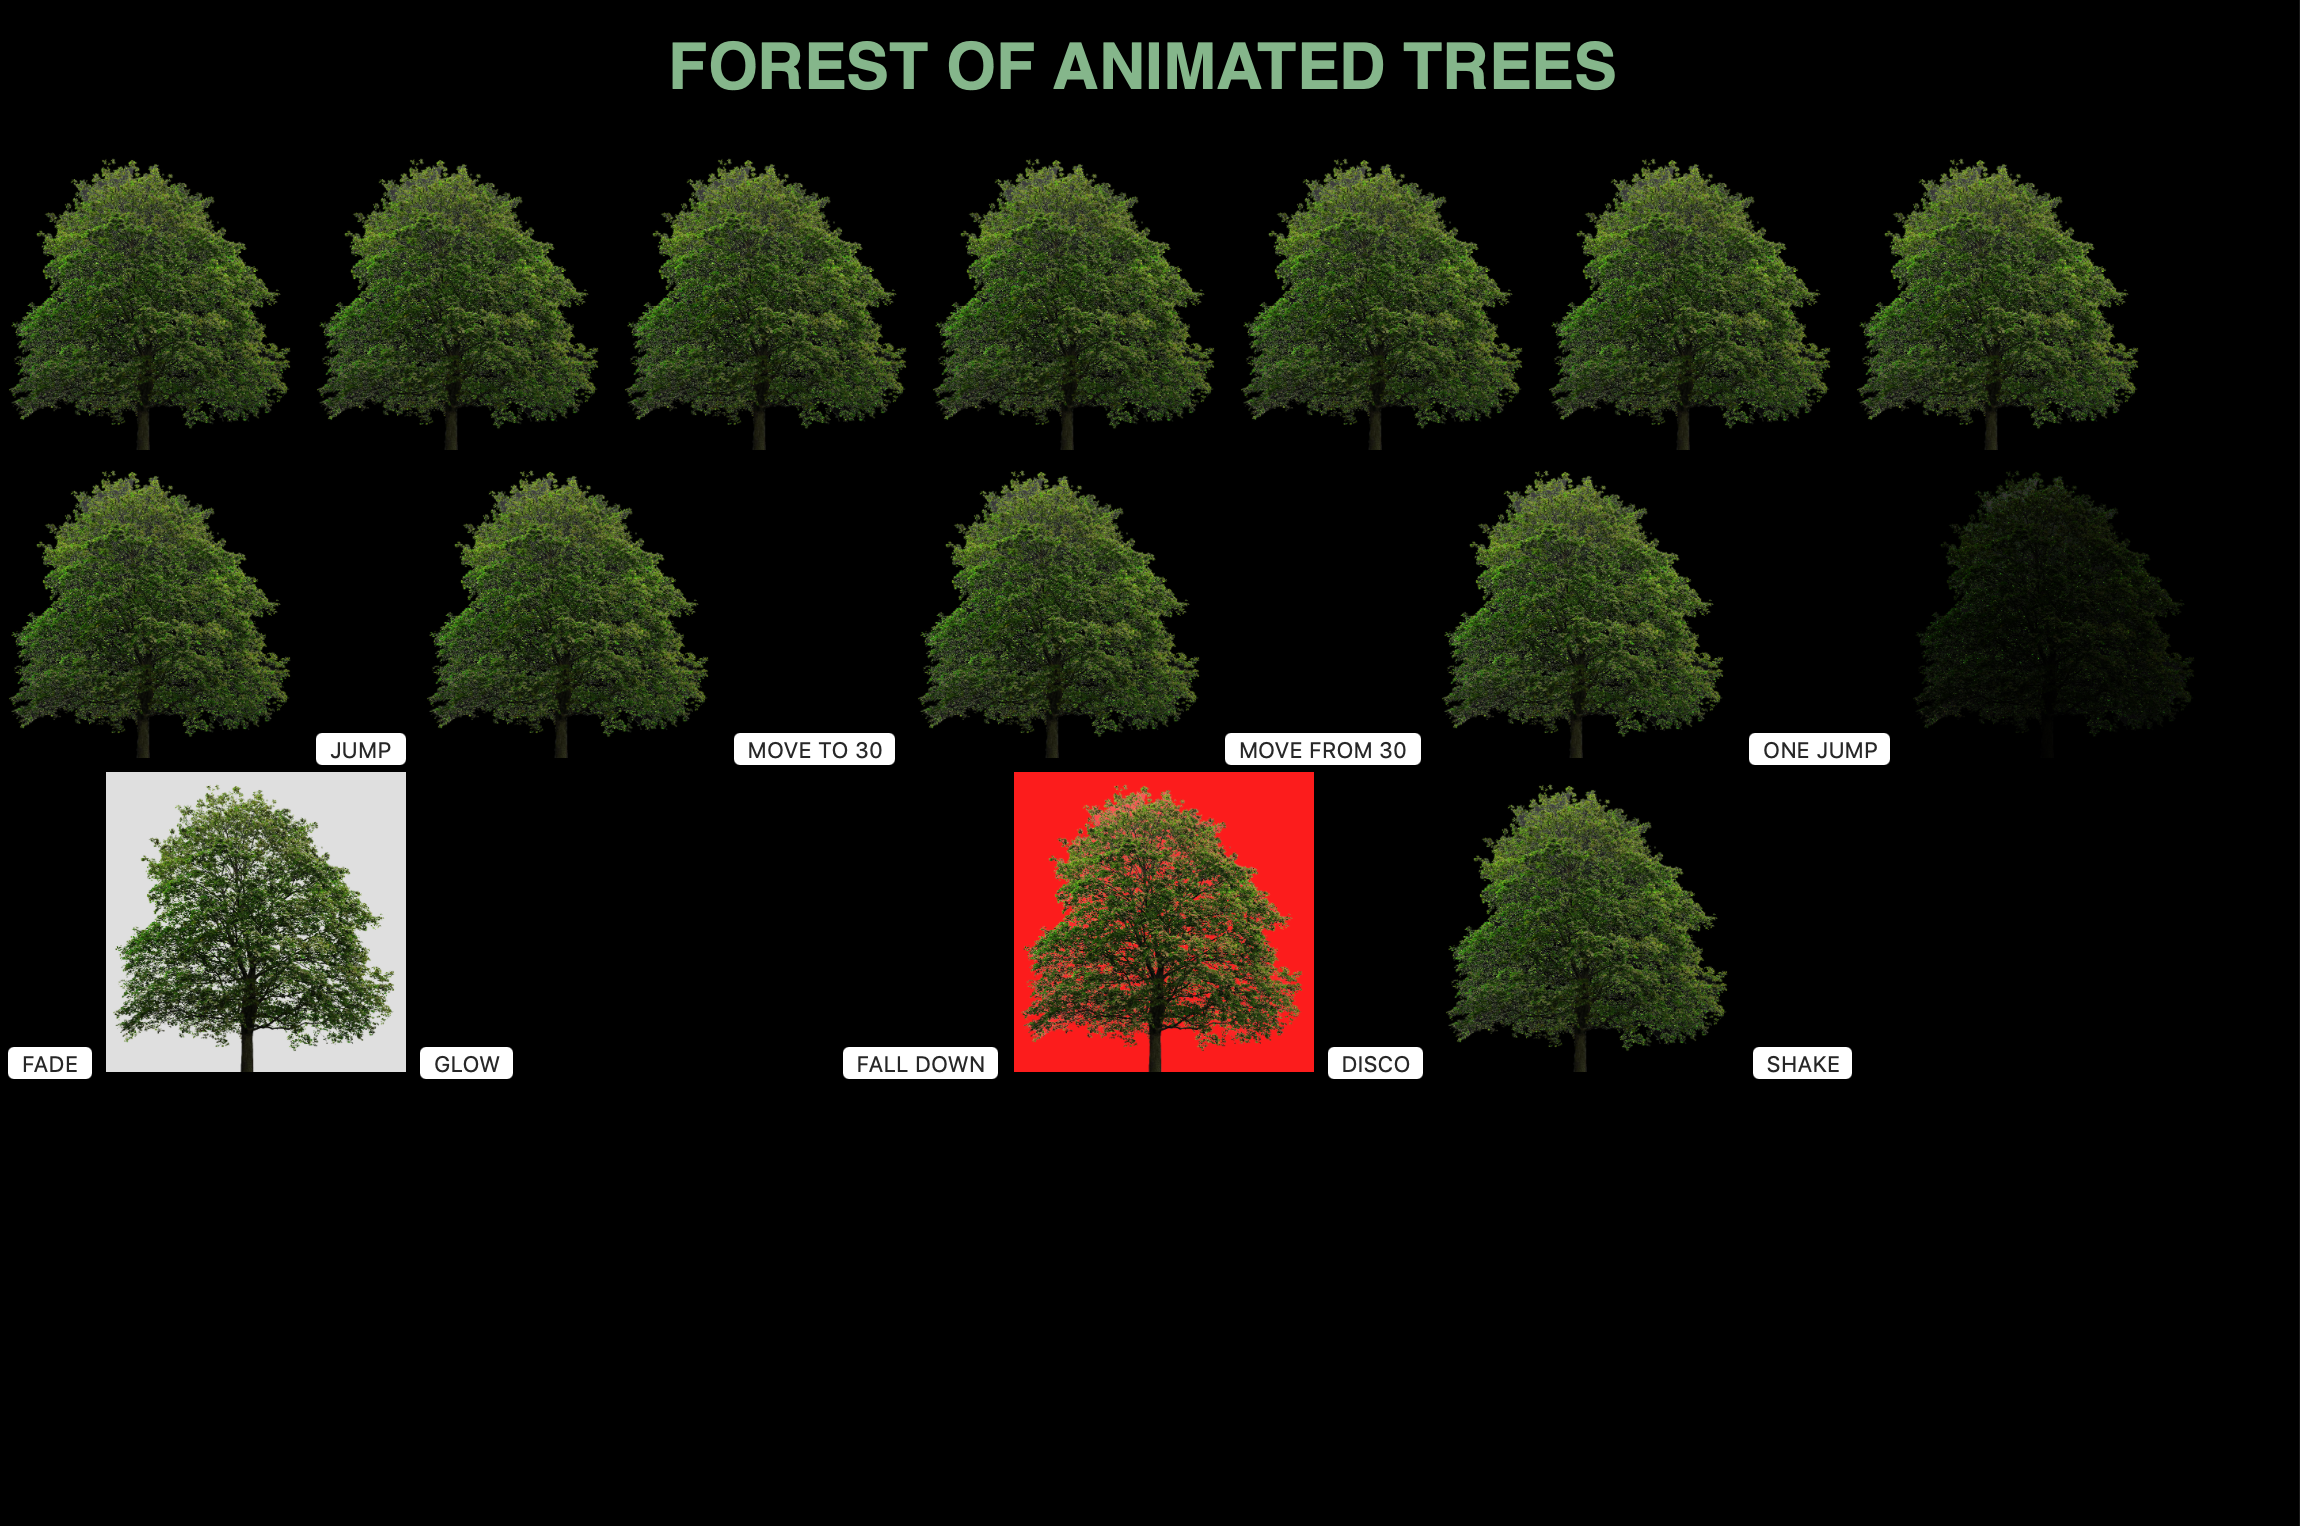 FOREST OF ANIMATED TREES
JUMP
MOVE TO 30
MOVE FROM 30
ONE JUMP
FADE
GLOW
FALL DOWN
DISCO
SHAKE